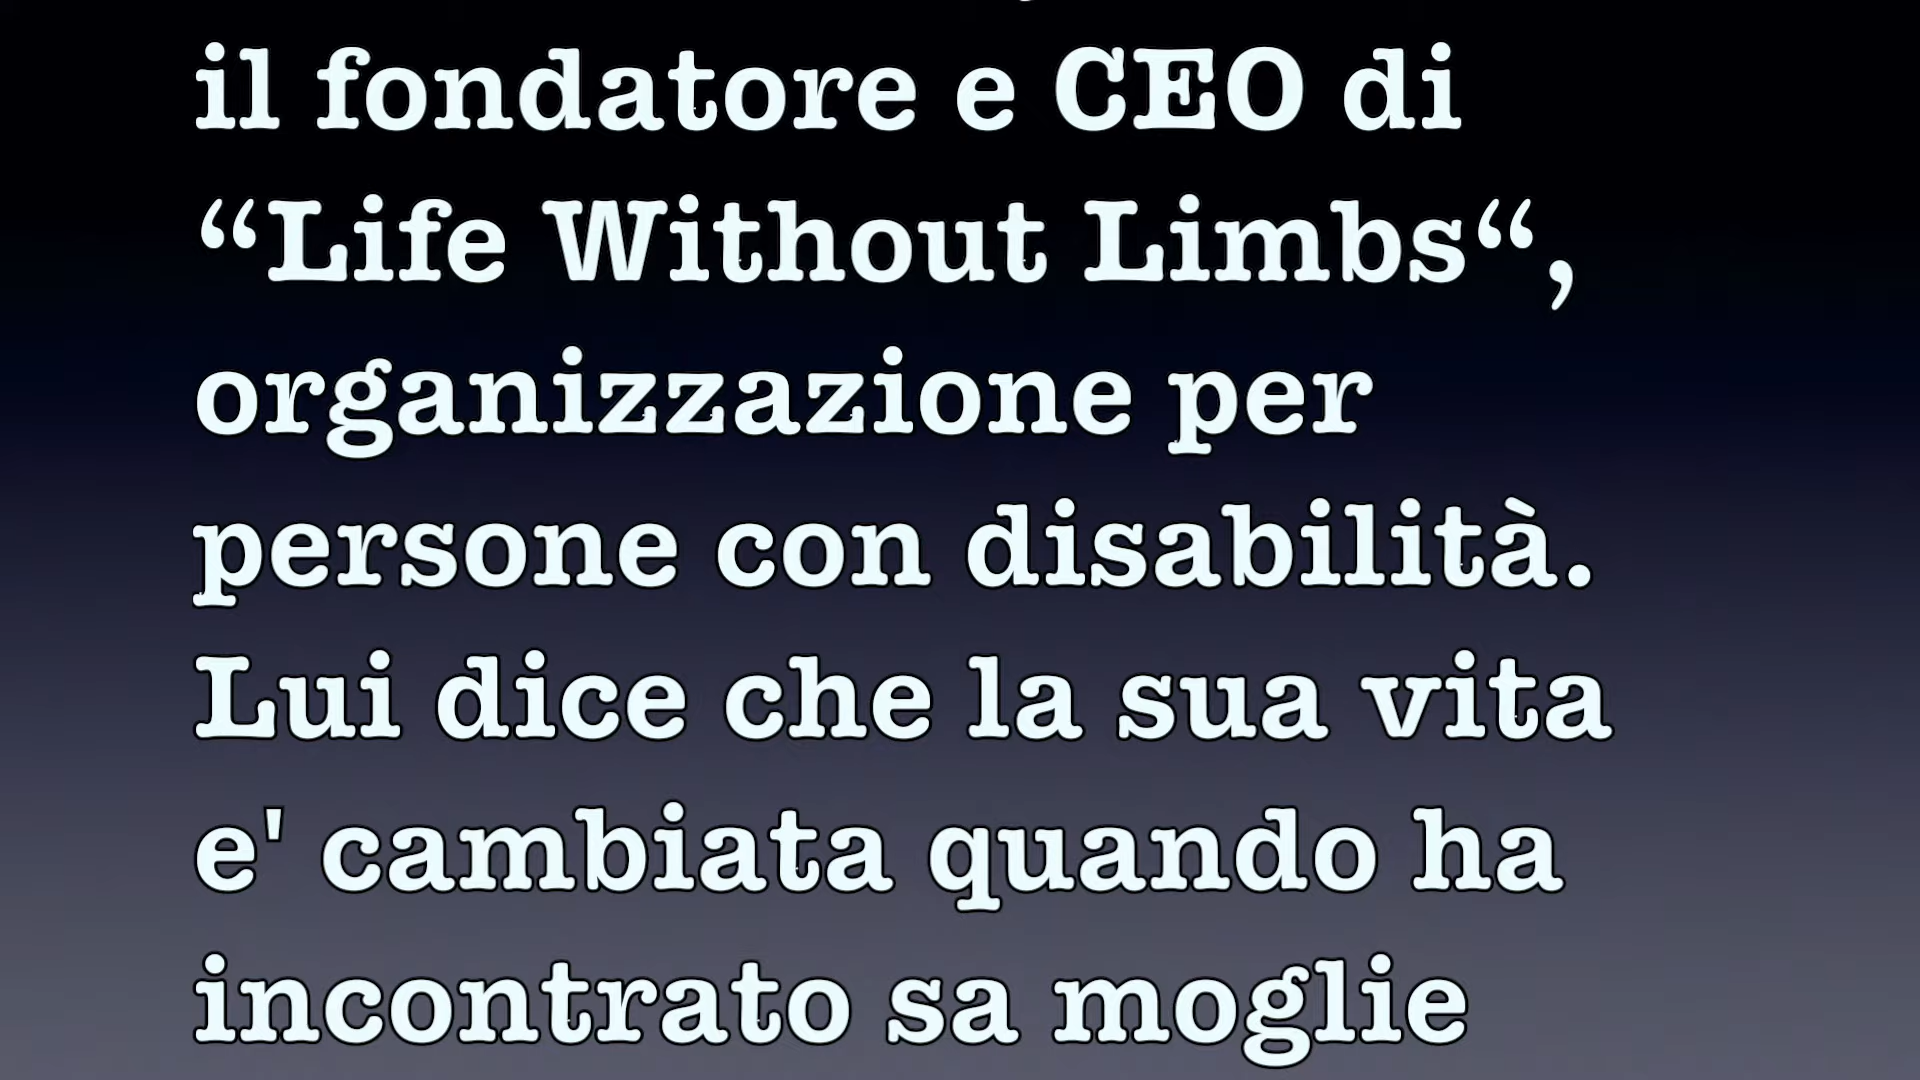 il fondatore e CEO di
“Life Without Limbs“,
organizzazione per
persone con disabilità.
Lui dice che la sua vita
e' cambiata quando ha
incontrato sa moglie